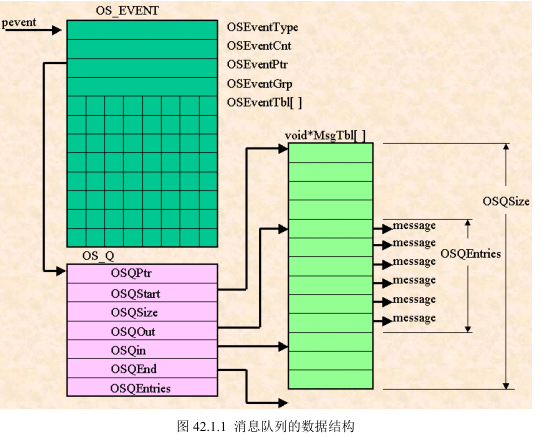 OS_EVENT
pevent
OSEventType
OSEventCnt
OSEventPtr
OSEventGrp
OSEventTbl[ ]
void*MsgTbl[ ]
OSQSize
message
message
message
message
message
message
OSQEntries
OS_Q
OSQPtr
OSQStart
OSQSize
OSQOut
OSQin
OSQEnd
OSQEntries
图 42.1.1 消息队列的数据结构